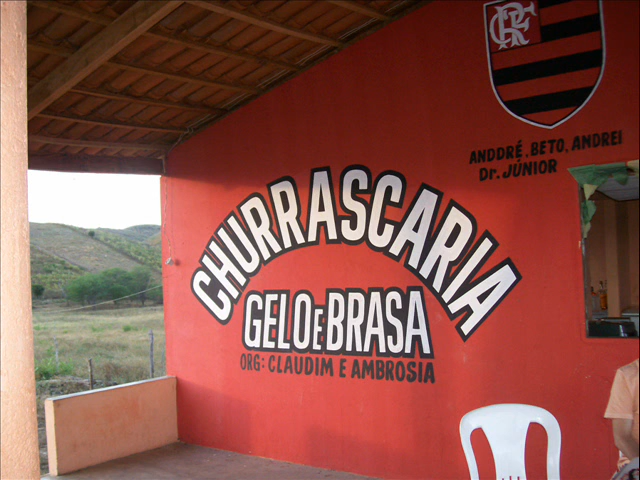 CRF
ANDDRÉ, BETO, ANDREI
Dr. JÚNIOR
CHURRASCARIA
GELO E BRASA
ORG: CLAUDIM E AMBROSIA